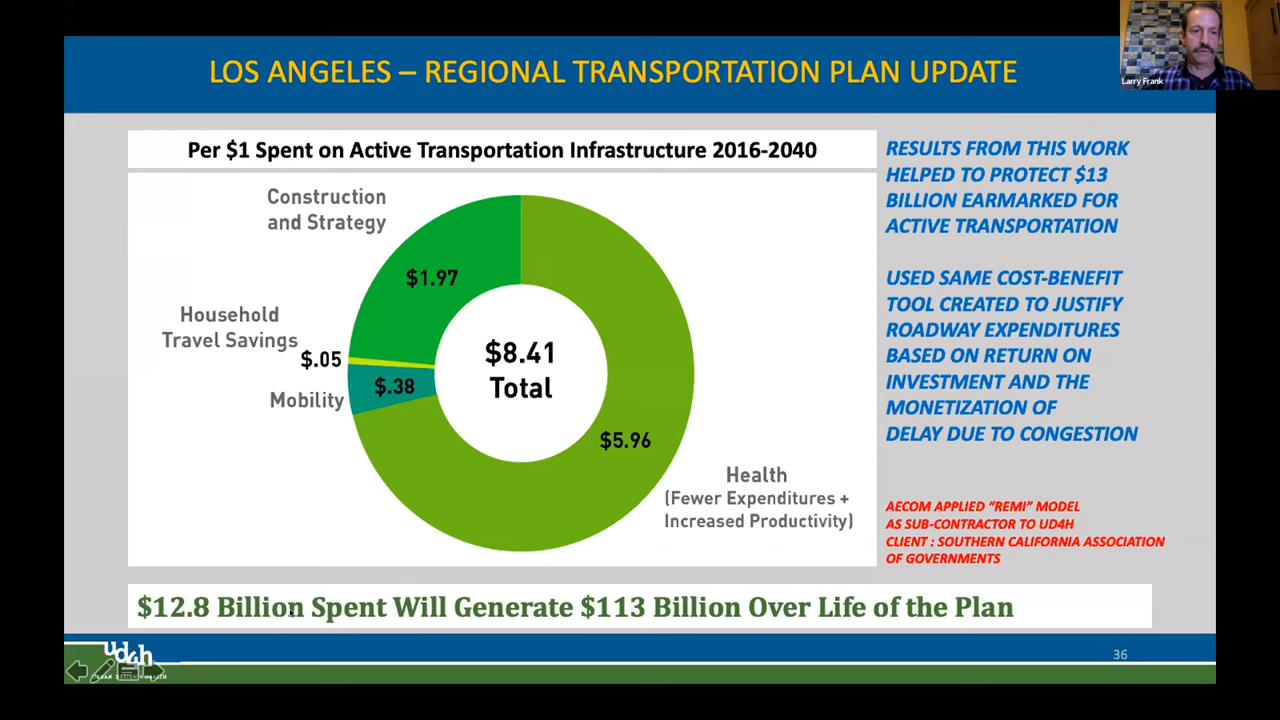 Larry Frank
LOS ANGELES – REGIONAL TRANSPORTATION PLAN UPDATE
Per $1 Spent on Active Transportation Infrastructure 2016-2040
Construction
and Strategy
$1.97
Household
Travel Savings
$.05
Mobility
$.38
$8.41
Total
$5.96
Health
(Fewer Expenditures +
Increased Productivity)
RESULTS FROM THIS WORK
HELPED TO PROTECT $13
BILLION EARMARKED FOR
ACTIVE TRANSPORTATION
USED SAME COST-BENEFIT
TOOL CREATED TO JUSTIFY
ROADWAY EXPENDITURES
BASED ON RETURN ON
INVESTMENT AND THE
MONETIZATION OF
DELAY DUE TO CONGESTION
AECOM APPLIED “REMI” MODEL
AS SUB-CONTRACTOR TO UD4H
CLIENT : SOUTHERN CALIFORNIA ASSOCIATION
OF GOVERNMENTS
$12.8 Billion Spent Will Generate $113 Billion Over Life of the Plan
ud4h
36